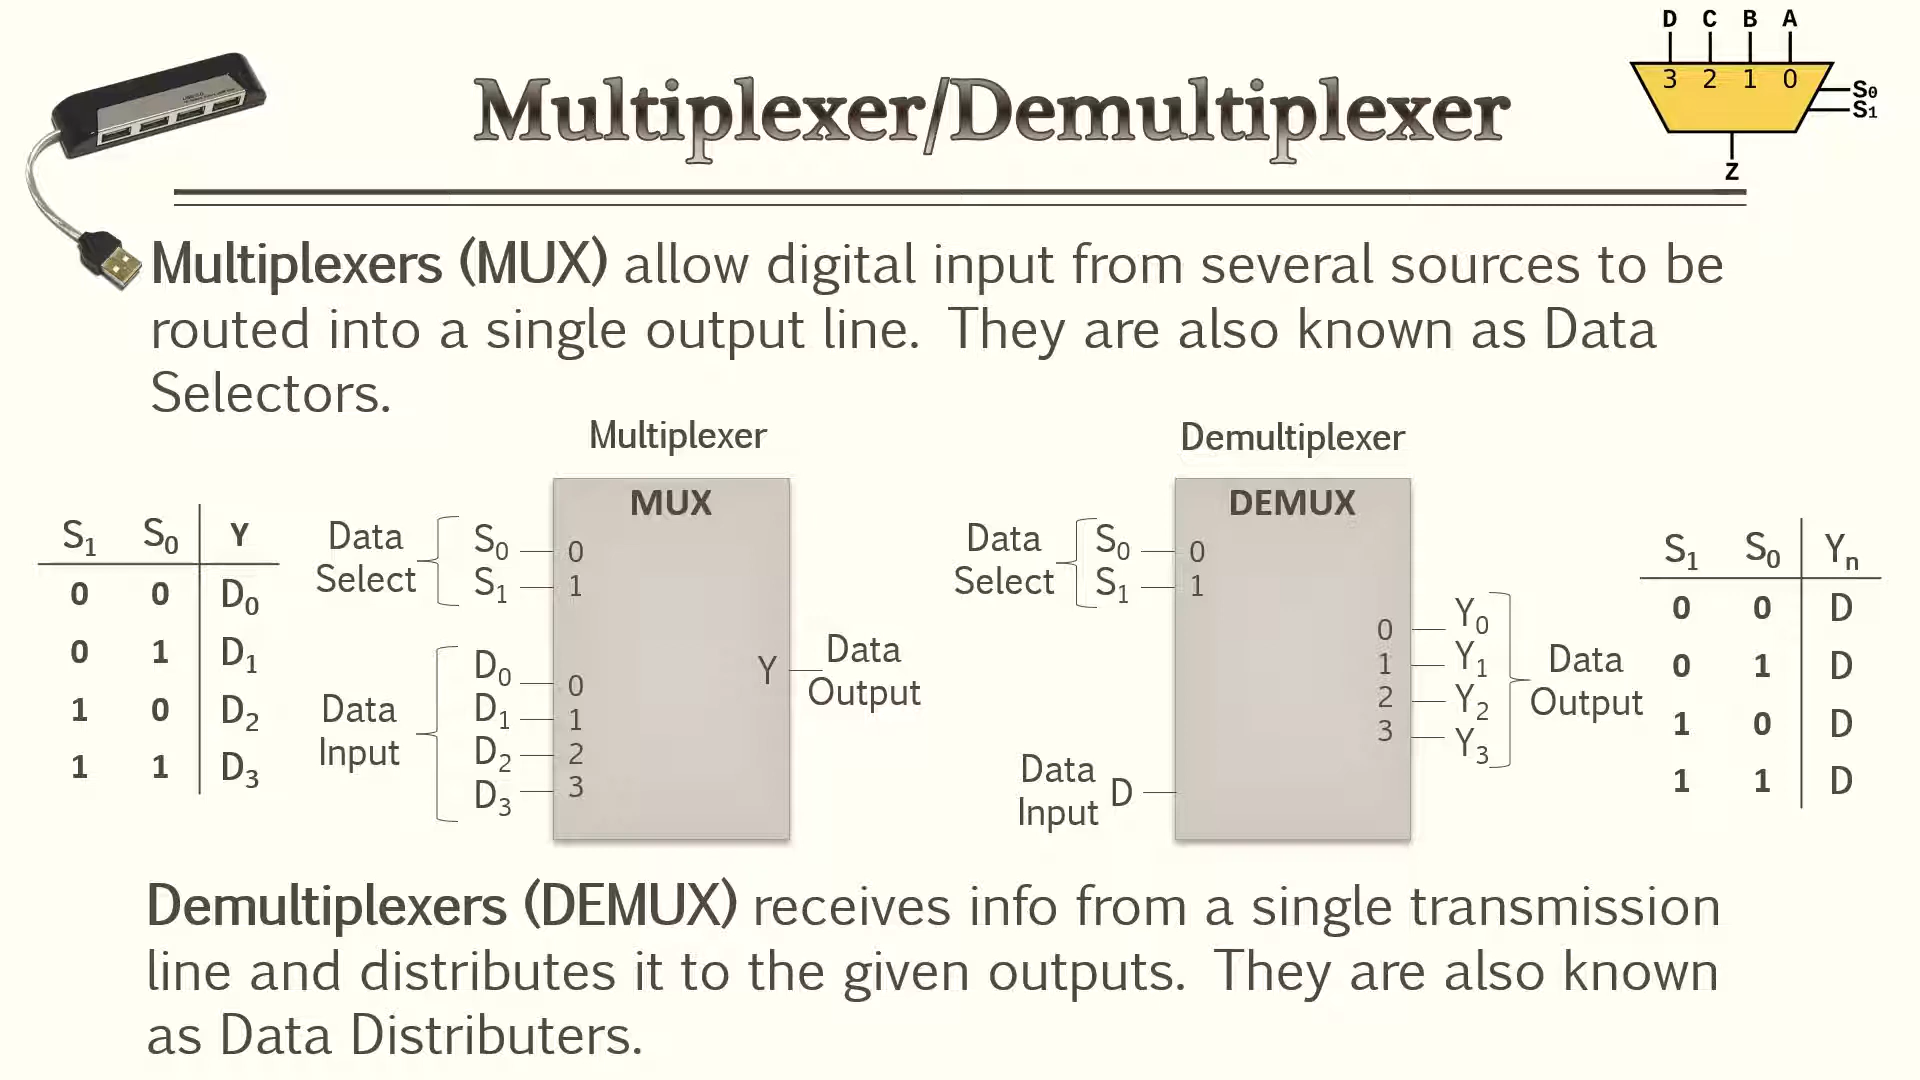 D C B A
3 2 1 0
S0
S1
Z
Multiplexer/Demultiplexer
Multiplexers (MUX) allow digital input from several sources to be
routed into a single output line. They are also known as Data
Selectors.
Multiplexer
S1 S0 Y
0 0 D0
0 1 D1
1 0 D2
1 1 D3
Data
Select
S0
S1
Data
Input
D0
D1
D2
D3
MUX
0
1
0
1
2
3
Y
Data
Output
Demultiplexer
Data
Select
S0
S1
Data
Input
D
DEMUX
0
1
0
1
2
3
Y0
Y1
Y2
Y3
Data
Output
S1 S0 Yn
0 0 D
0 1 D
1 0 D
1 1 D
Demultiplexers (DEMUX) receives info from a single transmission
line and distributes it to the given outputs. They are also known
as Data Distributers.